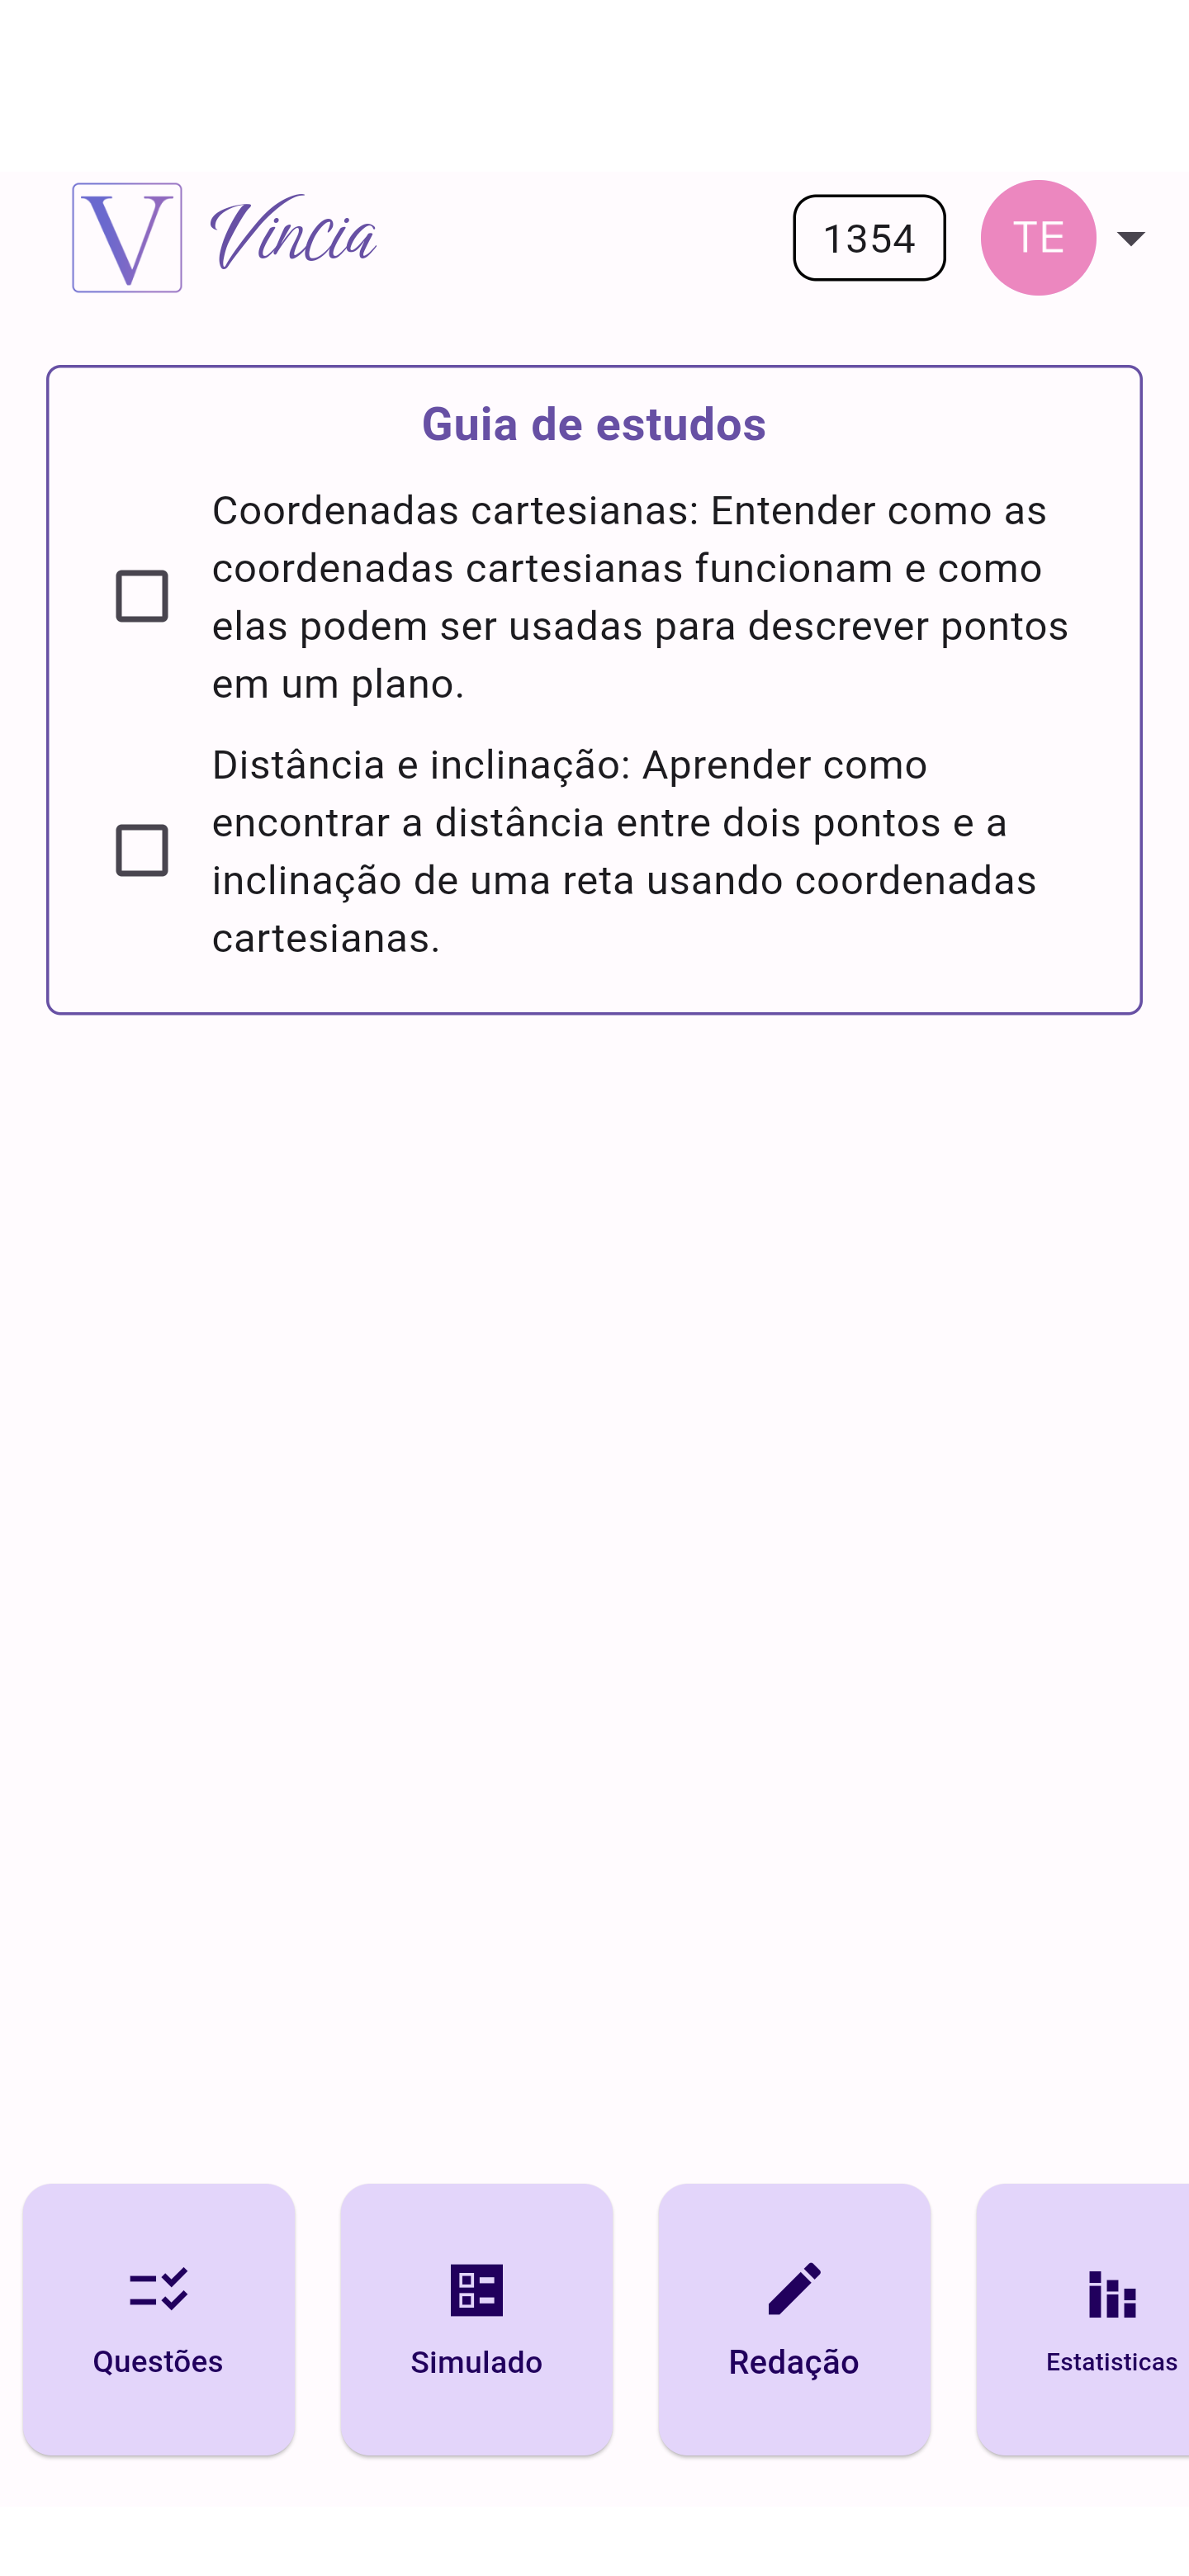 V Vincia 1354 TE
Guia de estudos
Coordenadas cartesianas: Entender como as
coordenadas cartesianas funcionam e como
elas podem ser usadas para descrever pontos
em um plano.
Distância e inclinação: Aprender como
encontrar a distância entre dois pontos e a
inclinação de uma reta usando coordenadas
cartesianas.
Questões Simulado Redação Estatisticas